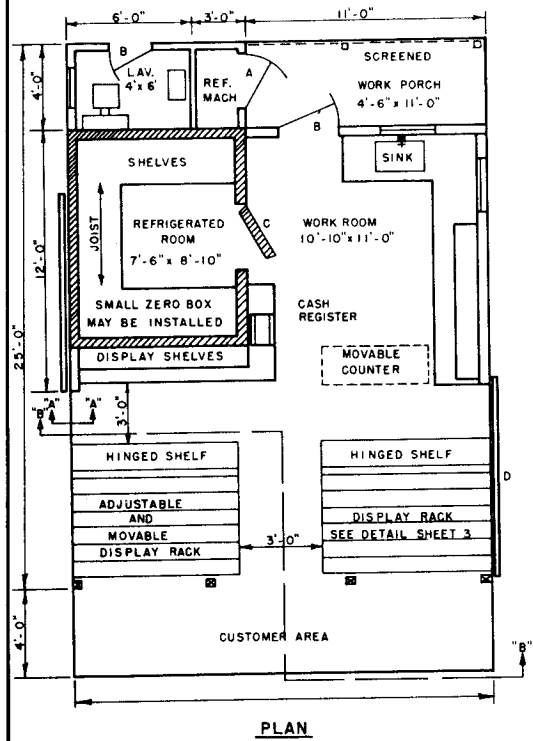 6'-0" 3'-0" 11'-0"
B
LAV.
4' x 6'
REF.
MACH
A
SCREENED
WORK PORCH
4'-6" x 11'-0"
B
4'-0"
SINK
SHELVES
JOIST
REFRIGERATED
ROOM
7'-6" x 8'-10"
C
WORK ROOM
10'-10" x 11'-0"
12'-0"
25'-0"
SMALL ZERO BOX
MAY BE INSTALLED
CASH
REGISTER
DISPLAY SHELVES
MOVABLE
COUNTER
"B" "A" "A"
3'-0"
HINGED SHELF
HINGED SHELF
D
ADJUSTABLE
AND
MOVABLE
DISPLAY RACK
3'-0"
DISPLAY RACK
SEE DETAIL SHEET 3
4'-0"
CUSTOMER AREA
"B"
PLAN